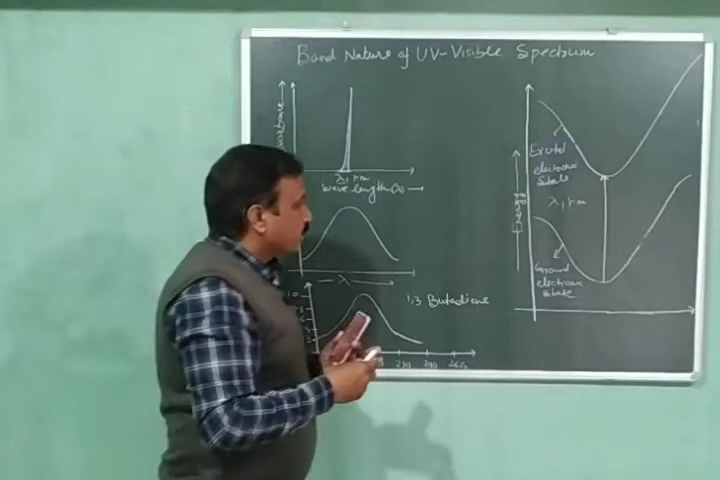 Band Nature of UV-Visible Spectrum
λ, nm
Wave length (λ)
λ
1,3 Butadiene
Excited
electronic
State
λ, nm
Energy
Ground
electronic
State